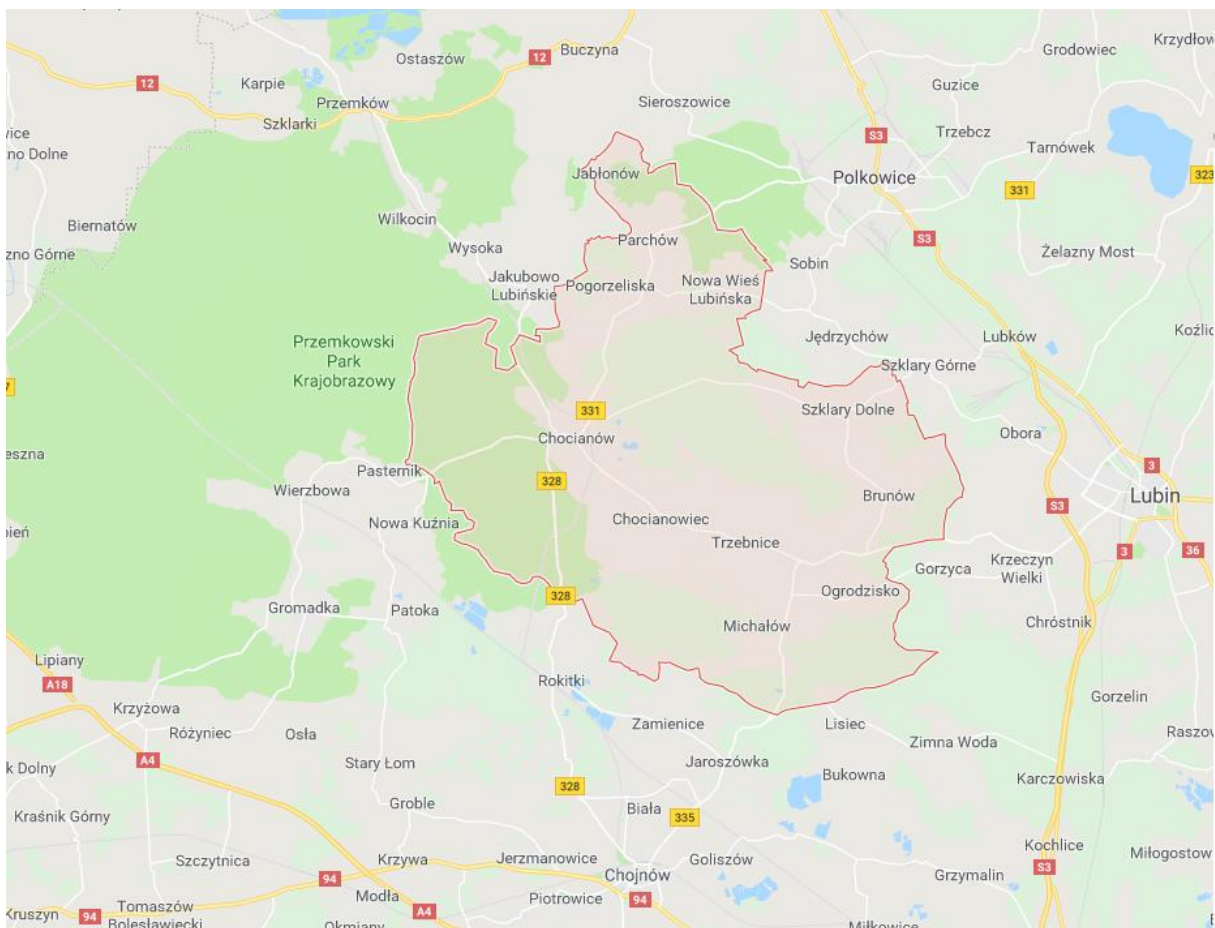 Krzydłow
Buczyna
Grodowiec
12
Ostaszów
12
Karpie
Guzice
Przemków
Sieroszowice
Szklarki
Trzebcz
S3
Tarnówek
no Dolne
Jabłonów
Polkowice
323
331
Wilkocin
Biernatów
Parchów
S3
Wysoka
zno Górne
Żelazny Most
Sobin
Jakubowo
Lubińskie
Pogorzeliska
Nowa Wieś
Lubińska
Przemkowski
Park
Krajobrazowy
Jędrzychów
Lubków
Szklary Górne
331
Szklary Dolne
Chocianów
Obora
3
Pasternik
328
Wierzbowa
Brunów
Lubin
S3
Nowa Kuźnia
Chocianowiec
Trzebnice
3
36
Gorzyca
Krzeczyn
Wielki
328
Ogrodzisko
Gromadka
Patoka
Michałów
Chróstnik
Lipiany
A18
Rokitki
Gorzelin
Krzyżowa
Zamienice
Lisiec
Różyniec
Osła
Zimna Woda
A4
Jaroszówka
k Dolny
Stary Łom
Bukowna
Karczowiska
328
Groble
Biała
335
Kraśnik Górny
Kochlice
Szczytnica
Krzywa
Jerzmanowice
Goliszów
Miłogostow
S3
94
Chojnów
Grzymalin
Modła
Piotrowice
94
Tomaszów
Bolesławiecki
Kruszyn
94
A4
Okmiany
Miłkowice